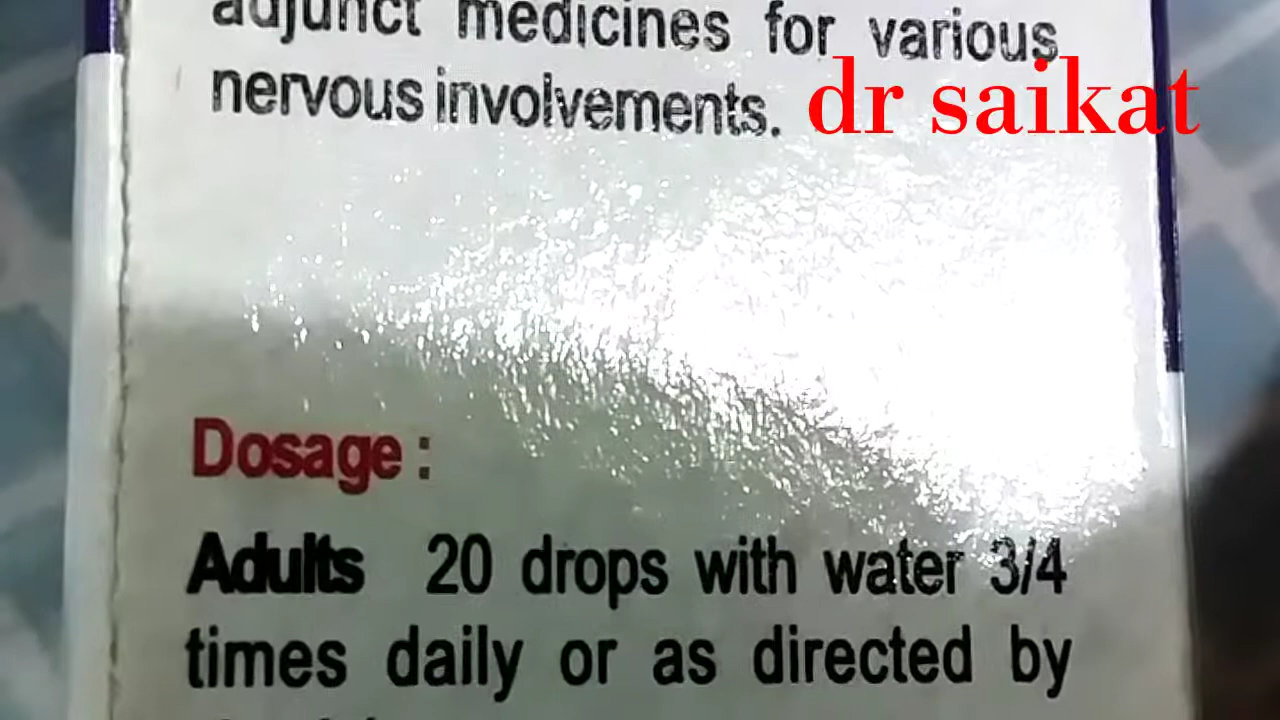 adjunct medicines for various
nervous involvements.
dr saikat
Dosage :
Adults 20 drops with water 3/4
times daily or as directed by